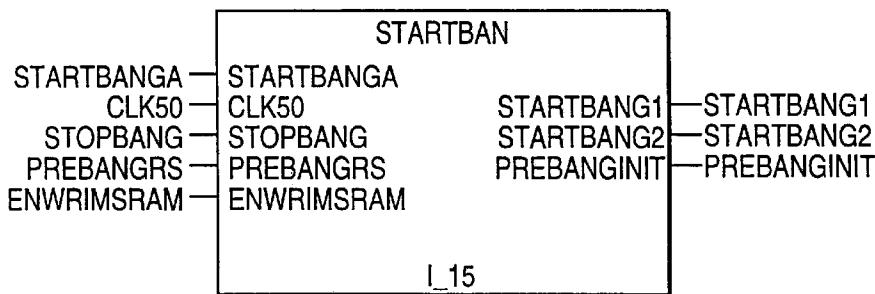 STARTBAN
STARTBANGA STARTBANGA
CLK50 CLK50 STARTBANG1 STARTBANG1
STOPBANG STOPBANG STARTBANG2 STARTBANG2
PREBANGRS PREBANGRS PREBANGINIT PREBANGINIT
ENWRIMSRAM ENWRIMSRAM
I_15